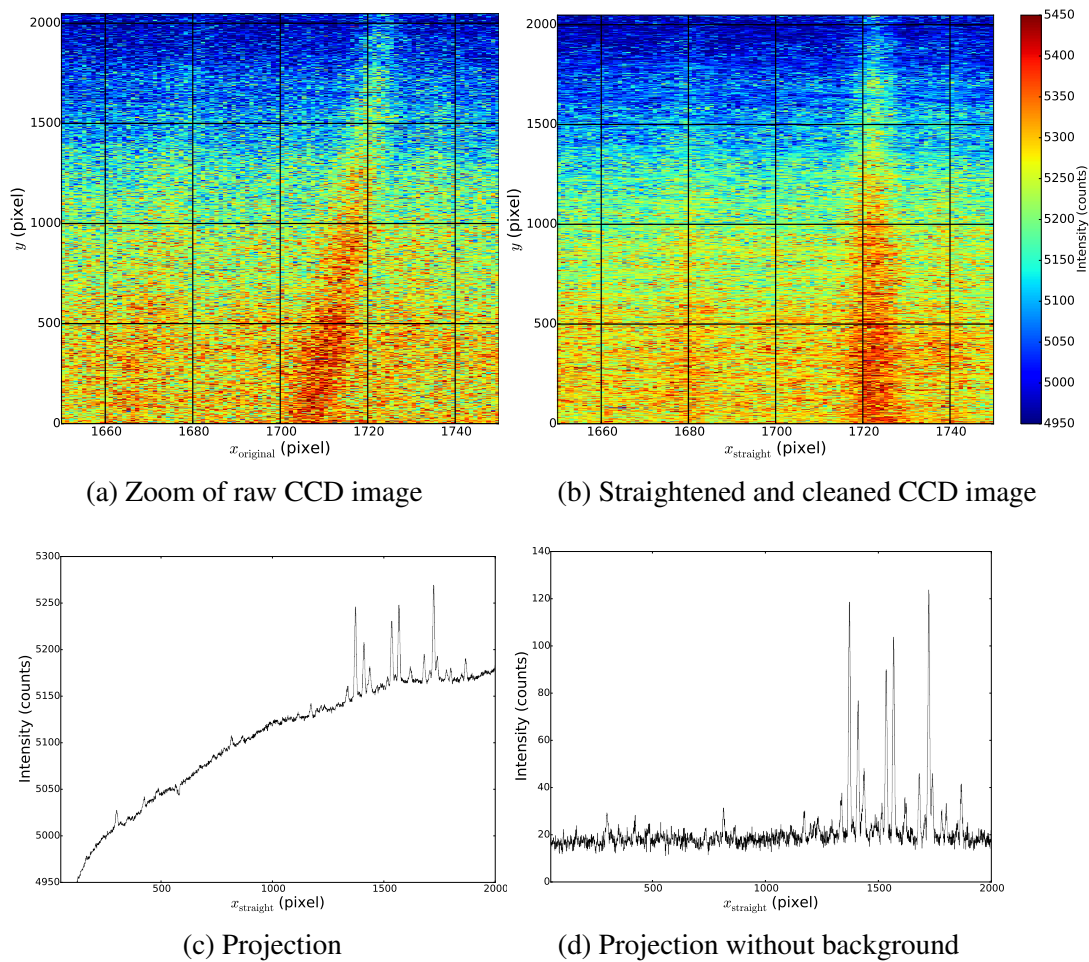 2000
1500
1000
500
0
y (pixel)
1660 1680 1700 1720 1740
x_original (pixel)
2000
1500
1000
500
0
y (pixel)
1660 1680 1700 1720 1740
x_straight (pixel)
5450
5400
5350
5300
5250
5200
5150
5100
5050
5000
4950
Intensity (counts)
(a) Zoom of raw CCD image
(b) Straightened and cleaned CCD image
5300
5250
5200
5150
5100
5050
5000
4950
Intensity (counts)
500 1000 1500 2000
x_straight (pixel)
140
120
100
80
60
40
20
0
Intensity (counts)
500 1000 1500 2000
x_straight (pixel)
(c) Projection
(d) Projection without background